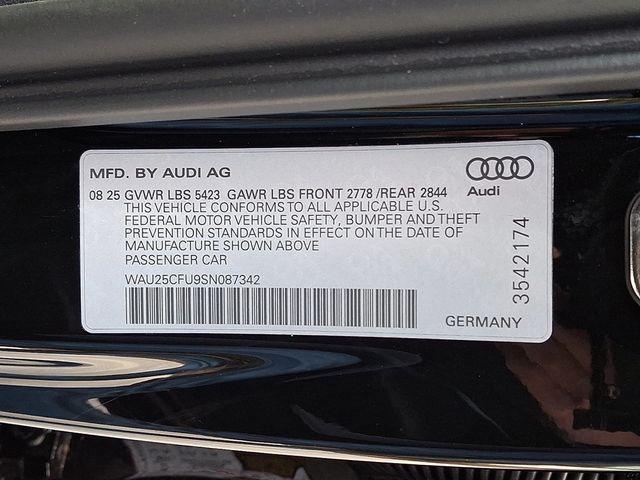 MFD. BY AUDI AG
Audi
08 25 GVWR LBS 5423 GAWR LBS FRONT 2778 /REAR 2844
THIS VEHICLE CONFORMS TO ALL APPLICABLE U.S.
FEDERAL MOTOR VEHICLE SAFETY, BUMPER AND THEFT
PREVENTION STANDARDS IN EFFECT ON THE DATE OF
MANUFACTURE SHOWN ABOVE
PASSENGER CAR
WAU25CFU9SN087342
3542174
GERMANY